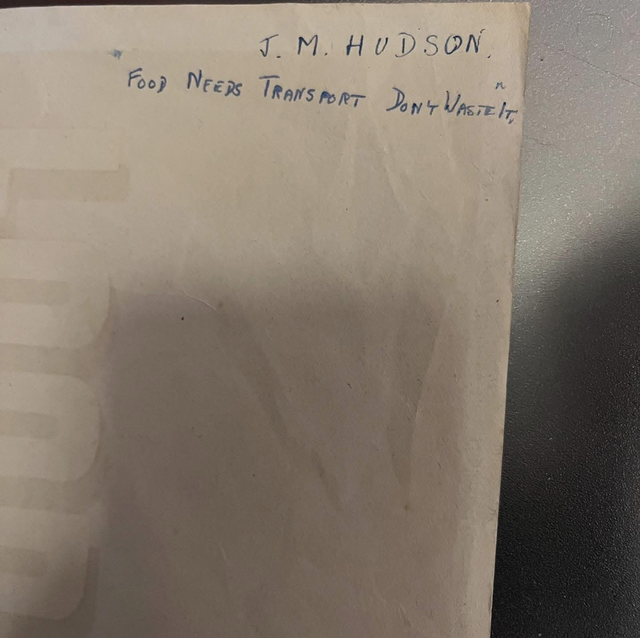 J. M. HUDSON.
FOOD NEEDS TRANSPORT DON'T WASTE IT.